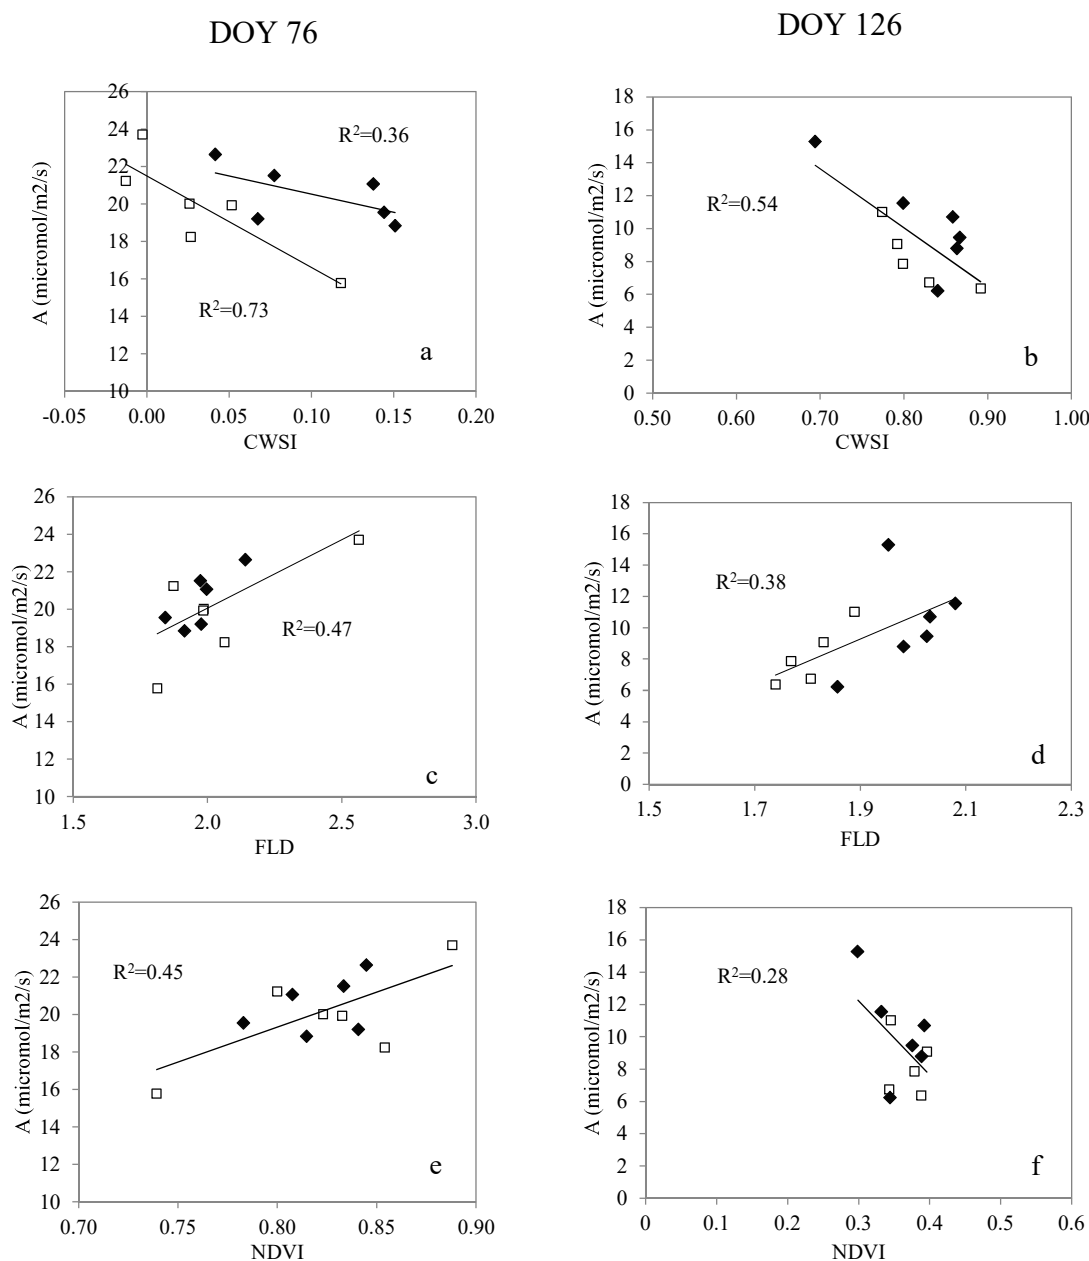 DOY 76
DOY 126
26
24
22
20
18
16
14
12
10
A (micromol/m2/s)
R²=0.36
R²=0.73
a
-0.05 0.00 0.05 0.10 0.15 0.20
CWSI
18
16
14
12
10
8
6
4
2
0
A (micromol/m2/s)
R²=0.54
b
0.50 0.60 0.70 0.80 0.90 1.00
CWSI
26
24
22
20
18
16
14
12
10
A (micromol/m2/s)
R²=0.47
c
1.5 2.0 2.5 3.0
FLD
18
16
14
12
10
8
6
4
2
0
A (micromol/m2/s)
R²=0.38
d
1.5 1.7 1.9 2.1 2.3
FLD
26
24
22
20
18
16
14
12
10
A (micromol/m2/s)
R²=0.45
e
0.70 0.75 0.80 0.85 0.90
NDVI
18
16
14
12
10
8
6
4
2
0
A (micromol/m2/s)
R²=0.28
f
0 0.1 0.2 0.3 0.4 0.5 0.6
NDVI